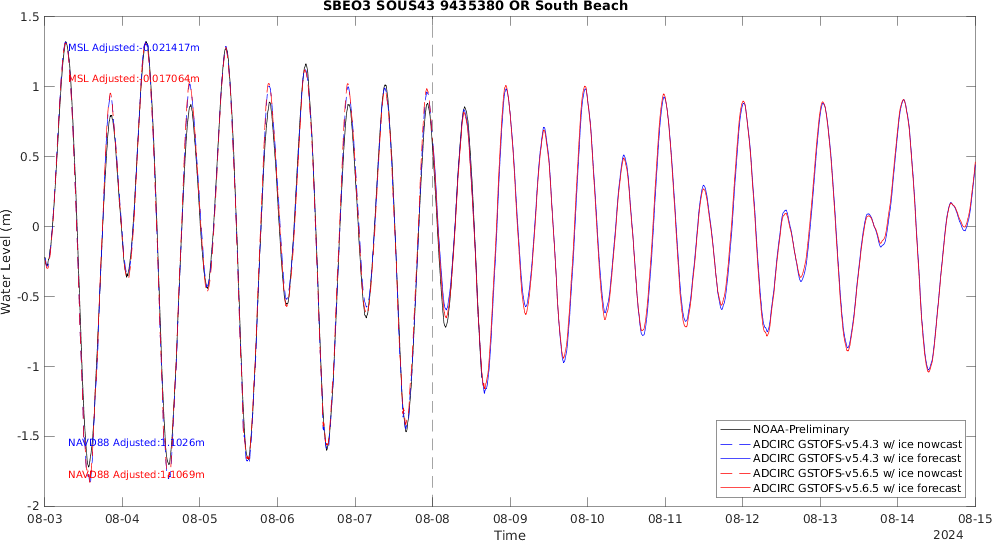 SBEO3 SOUS43 9435380 OR South Beach
1.5
1
0.5
0
-0.5
-1
-1.5
-2
Water Level (m)
MSL Adjusted:-0.021417m
MSL Adjusted:-0.017064m
NAVD88 Adjusted:1.1026m
NAVD88 Adjusted:1.1069m
NOAA-Preliminary
ADCIRC GSTOFS-v5.4.3 w/ ice nowcast
ADCIRC GSTOFS-v5.4.3 w/ ice forecast
ADCIRC GSTOFS-v5.6.5 w/ ice nowcast
ADCIRC GSTOFS-v5.6.5 w/ ice forecast
08-03 08-04 08-05 08-06 08-07 08-08 08-09 08-10 08-11 08-12 08-13 08-14 08-15
Time
2024